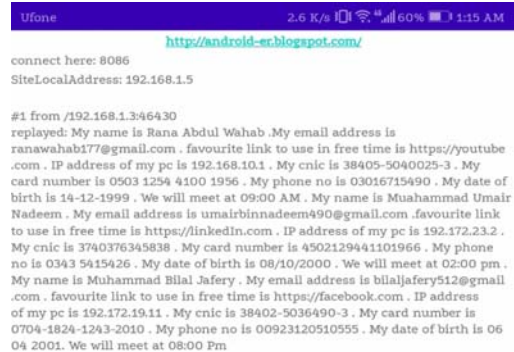 Ufone 2.6 K/s 60% 1:15 AM
http://android-er.blogspot.com/
connect here: 8086
SiteLocalAddress: 192.168.1.5
#1 from /192.168.1.3:46430
replayed: My name is Rana Abdul Wahab .My email address is
ranawahab177@gmail.com . favourite link to use in free time is https://youtube
.com . IP address of my pc is 192.168.10.1 . My cnic is 38405-5040025-3 . My
card number is 0503 1254 4100 1956 . My phone no is 03016715490 . My date of
birth is 14-12-1999 . We will meet at 09:00 AM . My name is Muahammad Umair
Nadeem . My email address is umairbinnadeem490@gmail.com .favourite link
to use in free time is https://linkedIn.com . IP address of my pc is 192.172.23.2 .
My cnic is 3740376345838 . My card number is 4502129441101966 . My phone
no is 0343 5415426 . My date of birth is 08/10/2000 . We will meet at 02:00 pm .
My name is Muhammad Bilal Jafery . My email address is bilaljafery512@gmail
.com . favourite link to use in free time is https://facebook.com . IP address
of my pc is 192.172.19.11 . My cnic is 38402-5036490-3 . My card number is
0704-1824-1243-2010 . My phone no is 00923120510555 . My date of birth is 06
04 2001. We will meet at 08:00 Pm